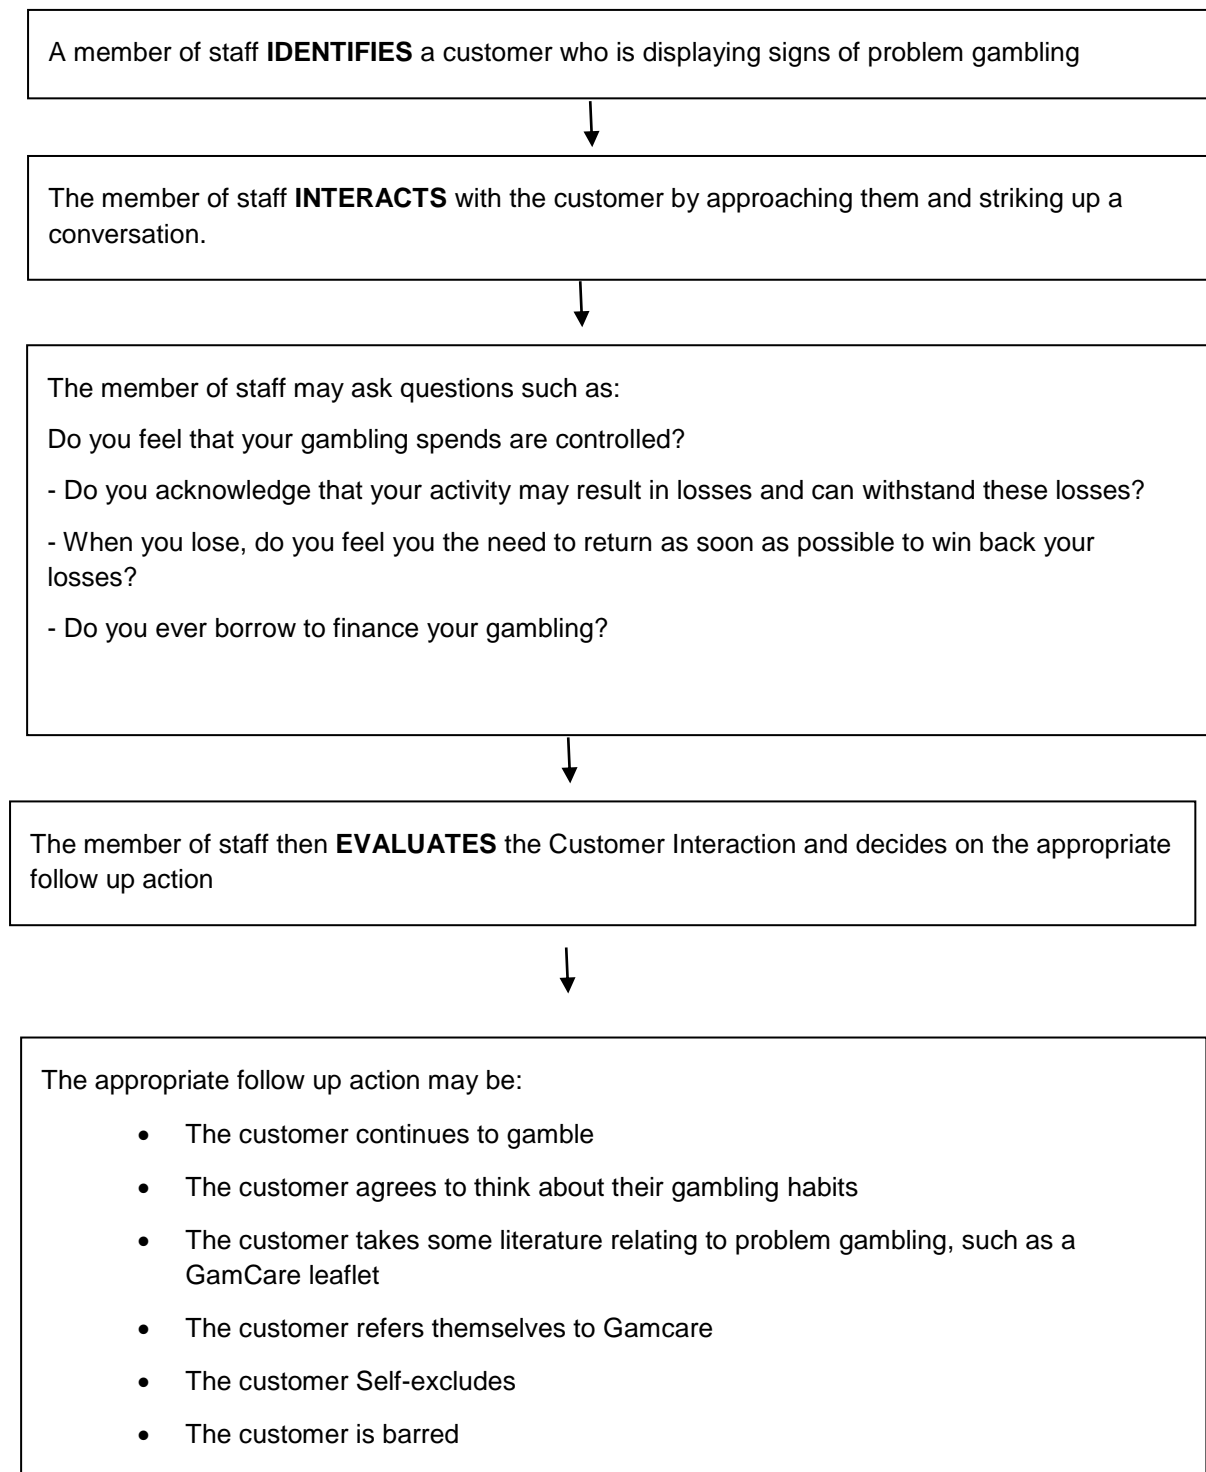 A member of staff IDENTIFIES a customer who is displaying signs of problem gambling
The member of staff INTERACTS with the customer by approaching them and striking up a
conversation.
The member of staff may ask questions such as:
Do you feel that your gambling spends are controlled?
- Do you acknowledge that your activity may result in losses and can withstand these losses?
- When you lose, do you feel you the need to return as soon as possible to win back your
losses?
- Do you ever borrow to finance your gambling?
The member of staff then EVALUATES the Customer Interaction and decides on the appropriate
follow up action
The appropriate follow up action may be:
• The customer continues to gamble
• The customer agrees to think about their gambling habits
• The customer takes some literature relating to problem gambling, such as a
GamCare leaflet
• The customer refers themselves to Gamcare
• The customer Self-excludes
• The customer is barred